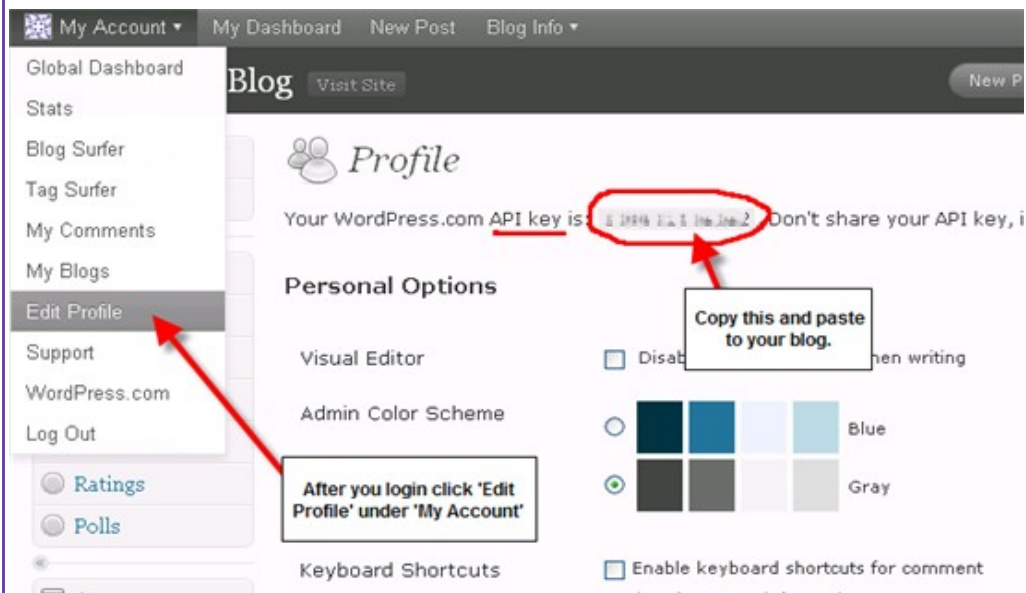 My Account My Dashboard New Post Blog Info
Global Dashboard
Stats
Blog Surfer
Tag Surfer
My Comments
My Blogs
Edit Profile
Support
WordPress.com
Log Out
Ratings
Polls
Blog Visit Site New P
Profile
Your WordPress.com API key is: Don't share your API key, i
Personal Options
Copy this and paste
to your blog.
Visual Editor Disab hen writing
Admin Color Scheme
Blue
Gray
After you login click 'Edit
Profile' under 'My Account'
Keyboard Shortcuts Enable keyboard shortcuts for comment